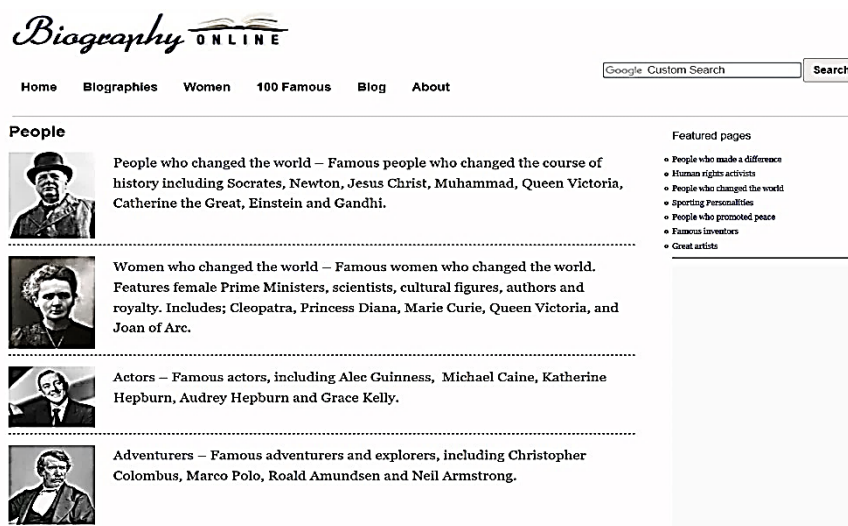 Biography ONLINE
Google Custom Search Search
Home Biographies Women 100 Famous Blog About
People
People who changed the world – Famous people who changed the course of
history including Socrates, Newton, Jesus Christ, Muhammad, Queen Victoria,
Catherine the Great, Einstein and Gandhi.
Women who changed the world – Famous women who changed the world.
Features female Prime Ministers, scientists, cultural figures, authors and
royalty. Includes; Cleopatra, Princess Diana, Marie Curie, Queen Victoria, and
Joan of Arc.
Actors – Famous actors, including Alec Guinness, Michael Caine, Katherine
Hepburn, Audrey Hepburn and Grace Kelly.
Adventurers – Famous adventurers and explorers, including Christopher
Colombus, Marco Polo, Roald Amundsen and Neil Armstrong.
Featured pages
People who made a difference
Human rights activists
People who changed the world
Sporting Personalities
People who promoted peace
Famous inventors
Great artists